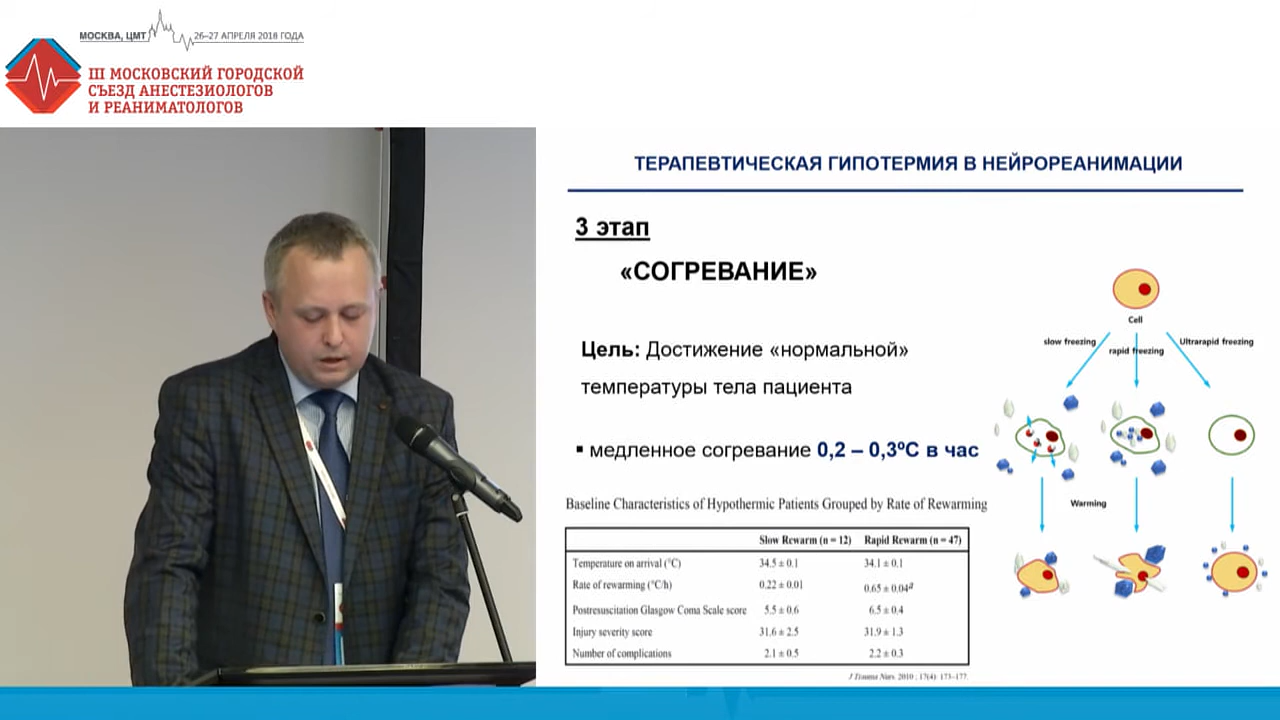 МОСКВА, ЦМТ 26–27 АПРЕЛЯ 2018 ГОДА
III МОСКОВСКИЙ ГОРОДСКОЙ
СЪЕЗД АНЕСТЕЗИОЛОГОВ
И РЕАНИМАТОЛОГОВ
ТЕРАПЕВТИЧЕСКАЯ ГИПОТЕРМИЯ В НЕЙРОРЕАНИМАЦИИ
3 этап
«СОГРЕВАНИЕ»
Цель: Достижение «нормальной»
температуры тела пациента
▪ медленное согревание 0,2 – 0,3ºС в час
Cell
slow freezing rapid freezing Ultrarapid freezing
Warming
Baseline Characteristics of Hypothermic Patients Grouped by Rate of Rewarming
Slow Rewarm (n = 12) Rapid Rewarm (n = 47)
Temperature on arrival (°C) 34.5 ± 0.1 34.1 ± 0.1
Rate of rewarming (°C/h) 0.22 ± 0.01 0.65 ± 0.04ª
Postresuscitation Glasgow Coma Scale score 5.5 ± 0.6 6.5 ± 0.4
Injury severity score 31.6 ± 2.5 31.9 ± 1.3
Number of complications 2.1 ± 0.5 2.2 ± 0.3
J Trauma Nurs. 2010 ; 17(4): 173–177.